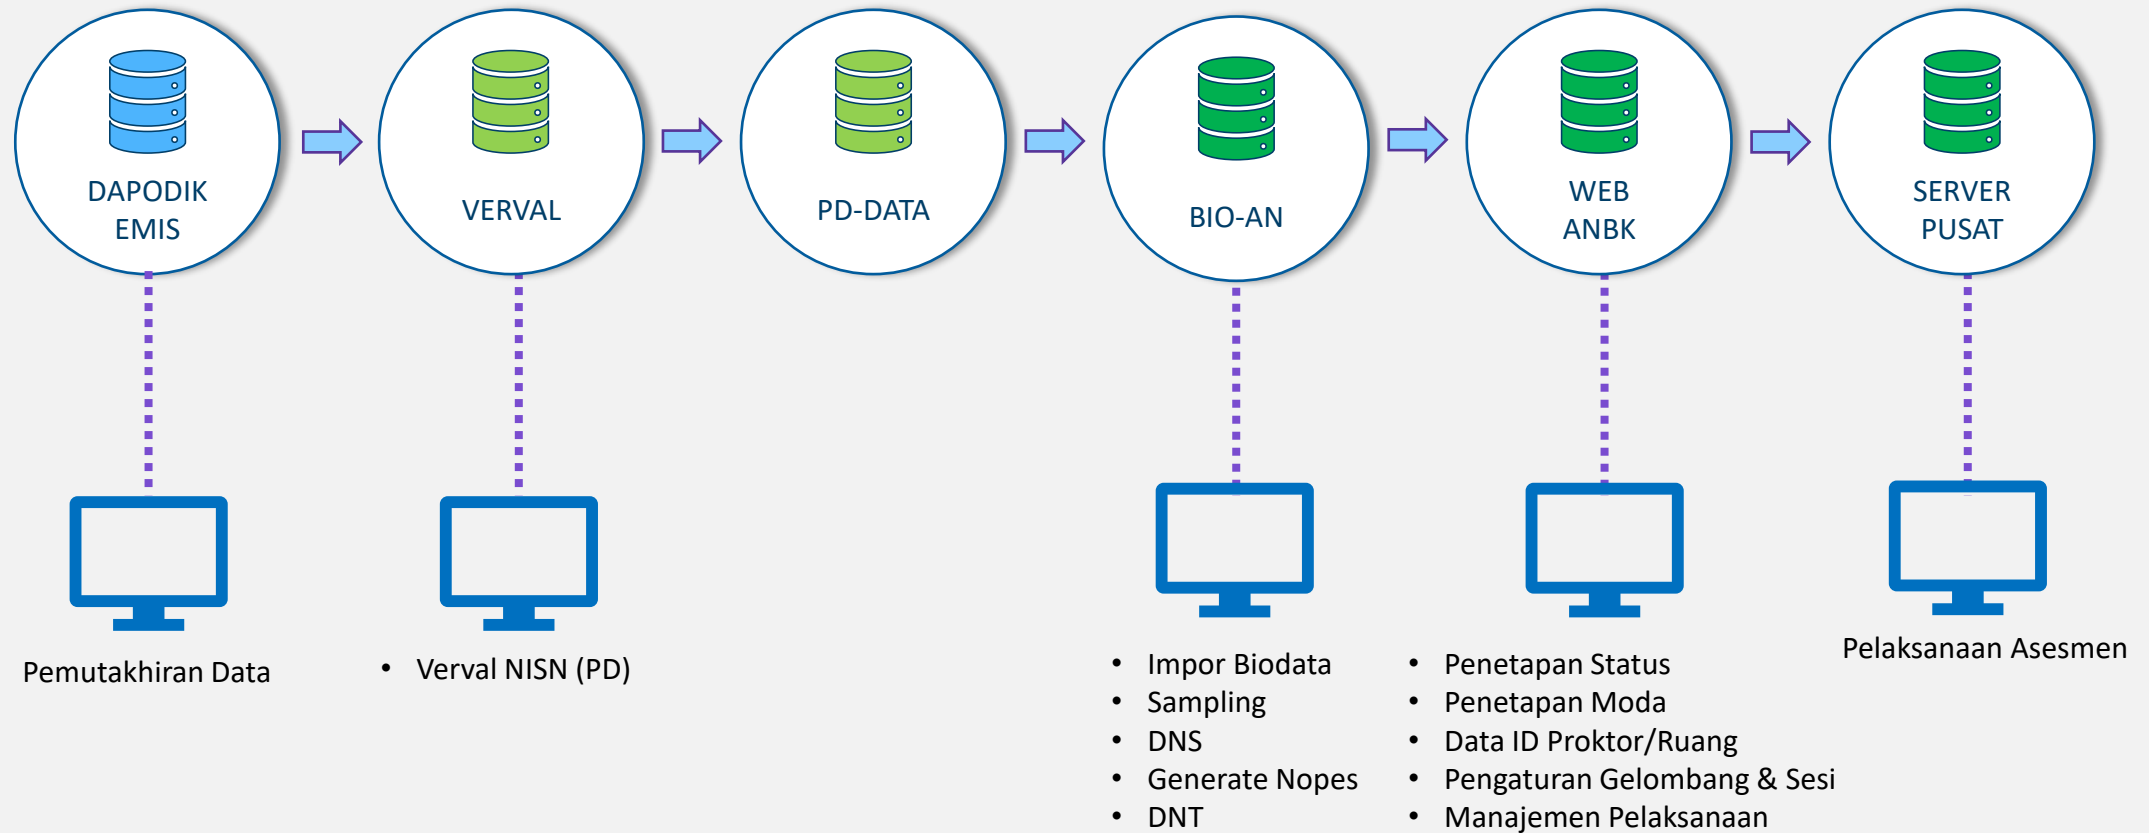 DAPODIK
EMIS
VERVAL
PD-DATA
BIO-AN
WEB
ANBK
SERVER
PUSAT
Pemutakhiran Data
• Verval NISN (PD)
• Impor Biodata
• Sampling
• DNS
• Generate Nopes
• DNT
• Penetapan Status
• Penetapan Moda
• Data ID Proktor/Ruang
• Pengaturan Gelombang & Sesi
• Manajemen Pelaksanaan
Pelaksanaan Asesmen